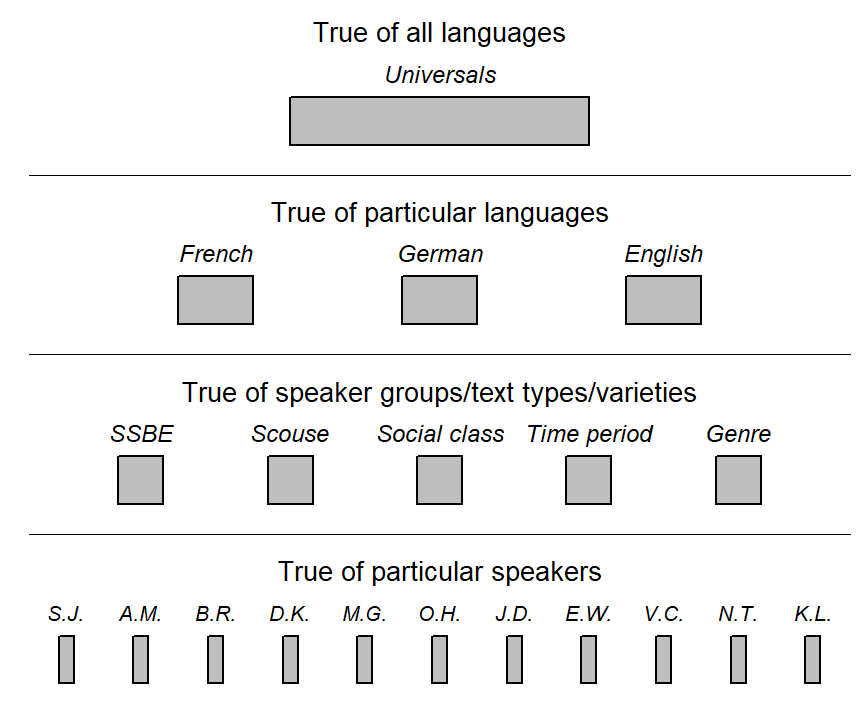 True of all languages
Universals
True of particular languages
French German English
True of speaker groups/text types/varieties
SSBE Scouse Social class Time period Genre
True of particular speakers
S.J. A.M. B.R. D.K. M.G. O.H. J.D. E.W. V.C. N.T. K.L.